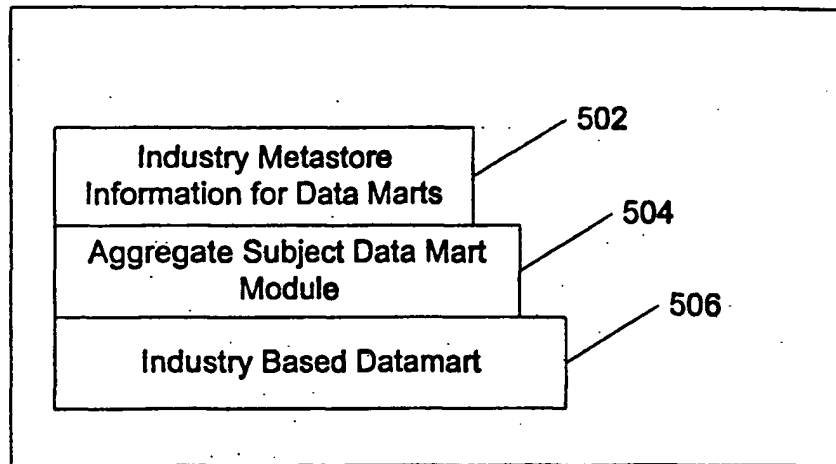 502
Industry Metastore
Information for Data Marts
504
Aggregate Subject Data Mart
Module
506
Industry Based Datamart